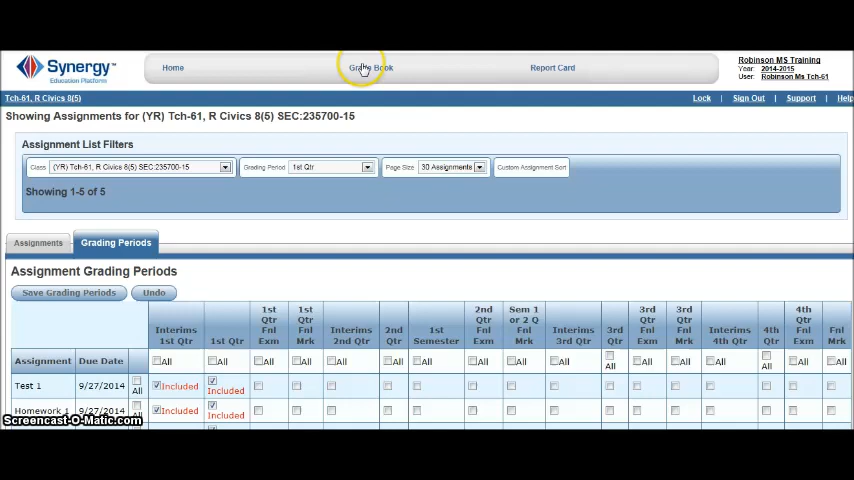 Synergy™
Education Platform
Home
Grade Book
Report Card
Robinson MS Training
Year: 2014-2015
User: Robinson Ms Tch-61
Tch-61, R Civics 8(5)
Lock
Sign Out
Support
Help
Showing Assignments for (YR) Tch-61, R Civics 8(5) SEC:235700-15
Assignment List Filters
Class (YR) Tch-61, R Civics 8(5) SEC:235700-15
Grading Period 1st Qtr
Page Size 30 Assignments
Custom Assignment Sort
Showing 1-5 of 5
Assignments
Grading Periods
Assignment Grading Periods
Save Grading Periods
Undo
Assignment
Due Date
Interims 1st Qtr
1st Qtr
1st Qtr Fnl Exm
1st Qtr Fnl Mrk
Interims 2nd Qtr
2nd Qtr
1st Semester
2nd Qtr Fnl Exm
Sem 1 or 2 Q Fnl Mrk
Interims 3rd Qtr
3rd Qtr
3rd Qtr Fnl Exm
3rd Qtr Fnl Mrk
Interims 4th Qtr
4th Qtr
4th Qtr Fnl Exm
Fnl Mrk
All All All All All All All All All All All All All All All All All
Test 1 9/27/2014 All Included Included
Homework 1 9/27/2014 All Included Included
Screencast-O-Matic.com